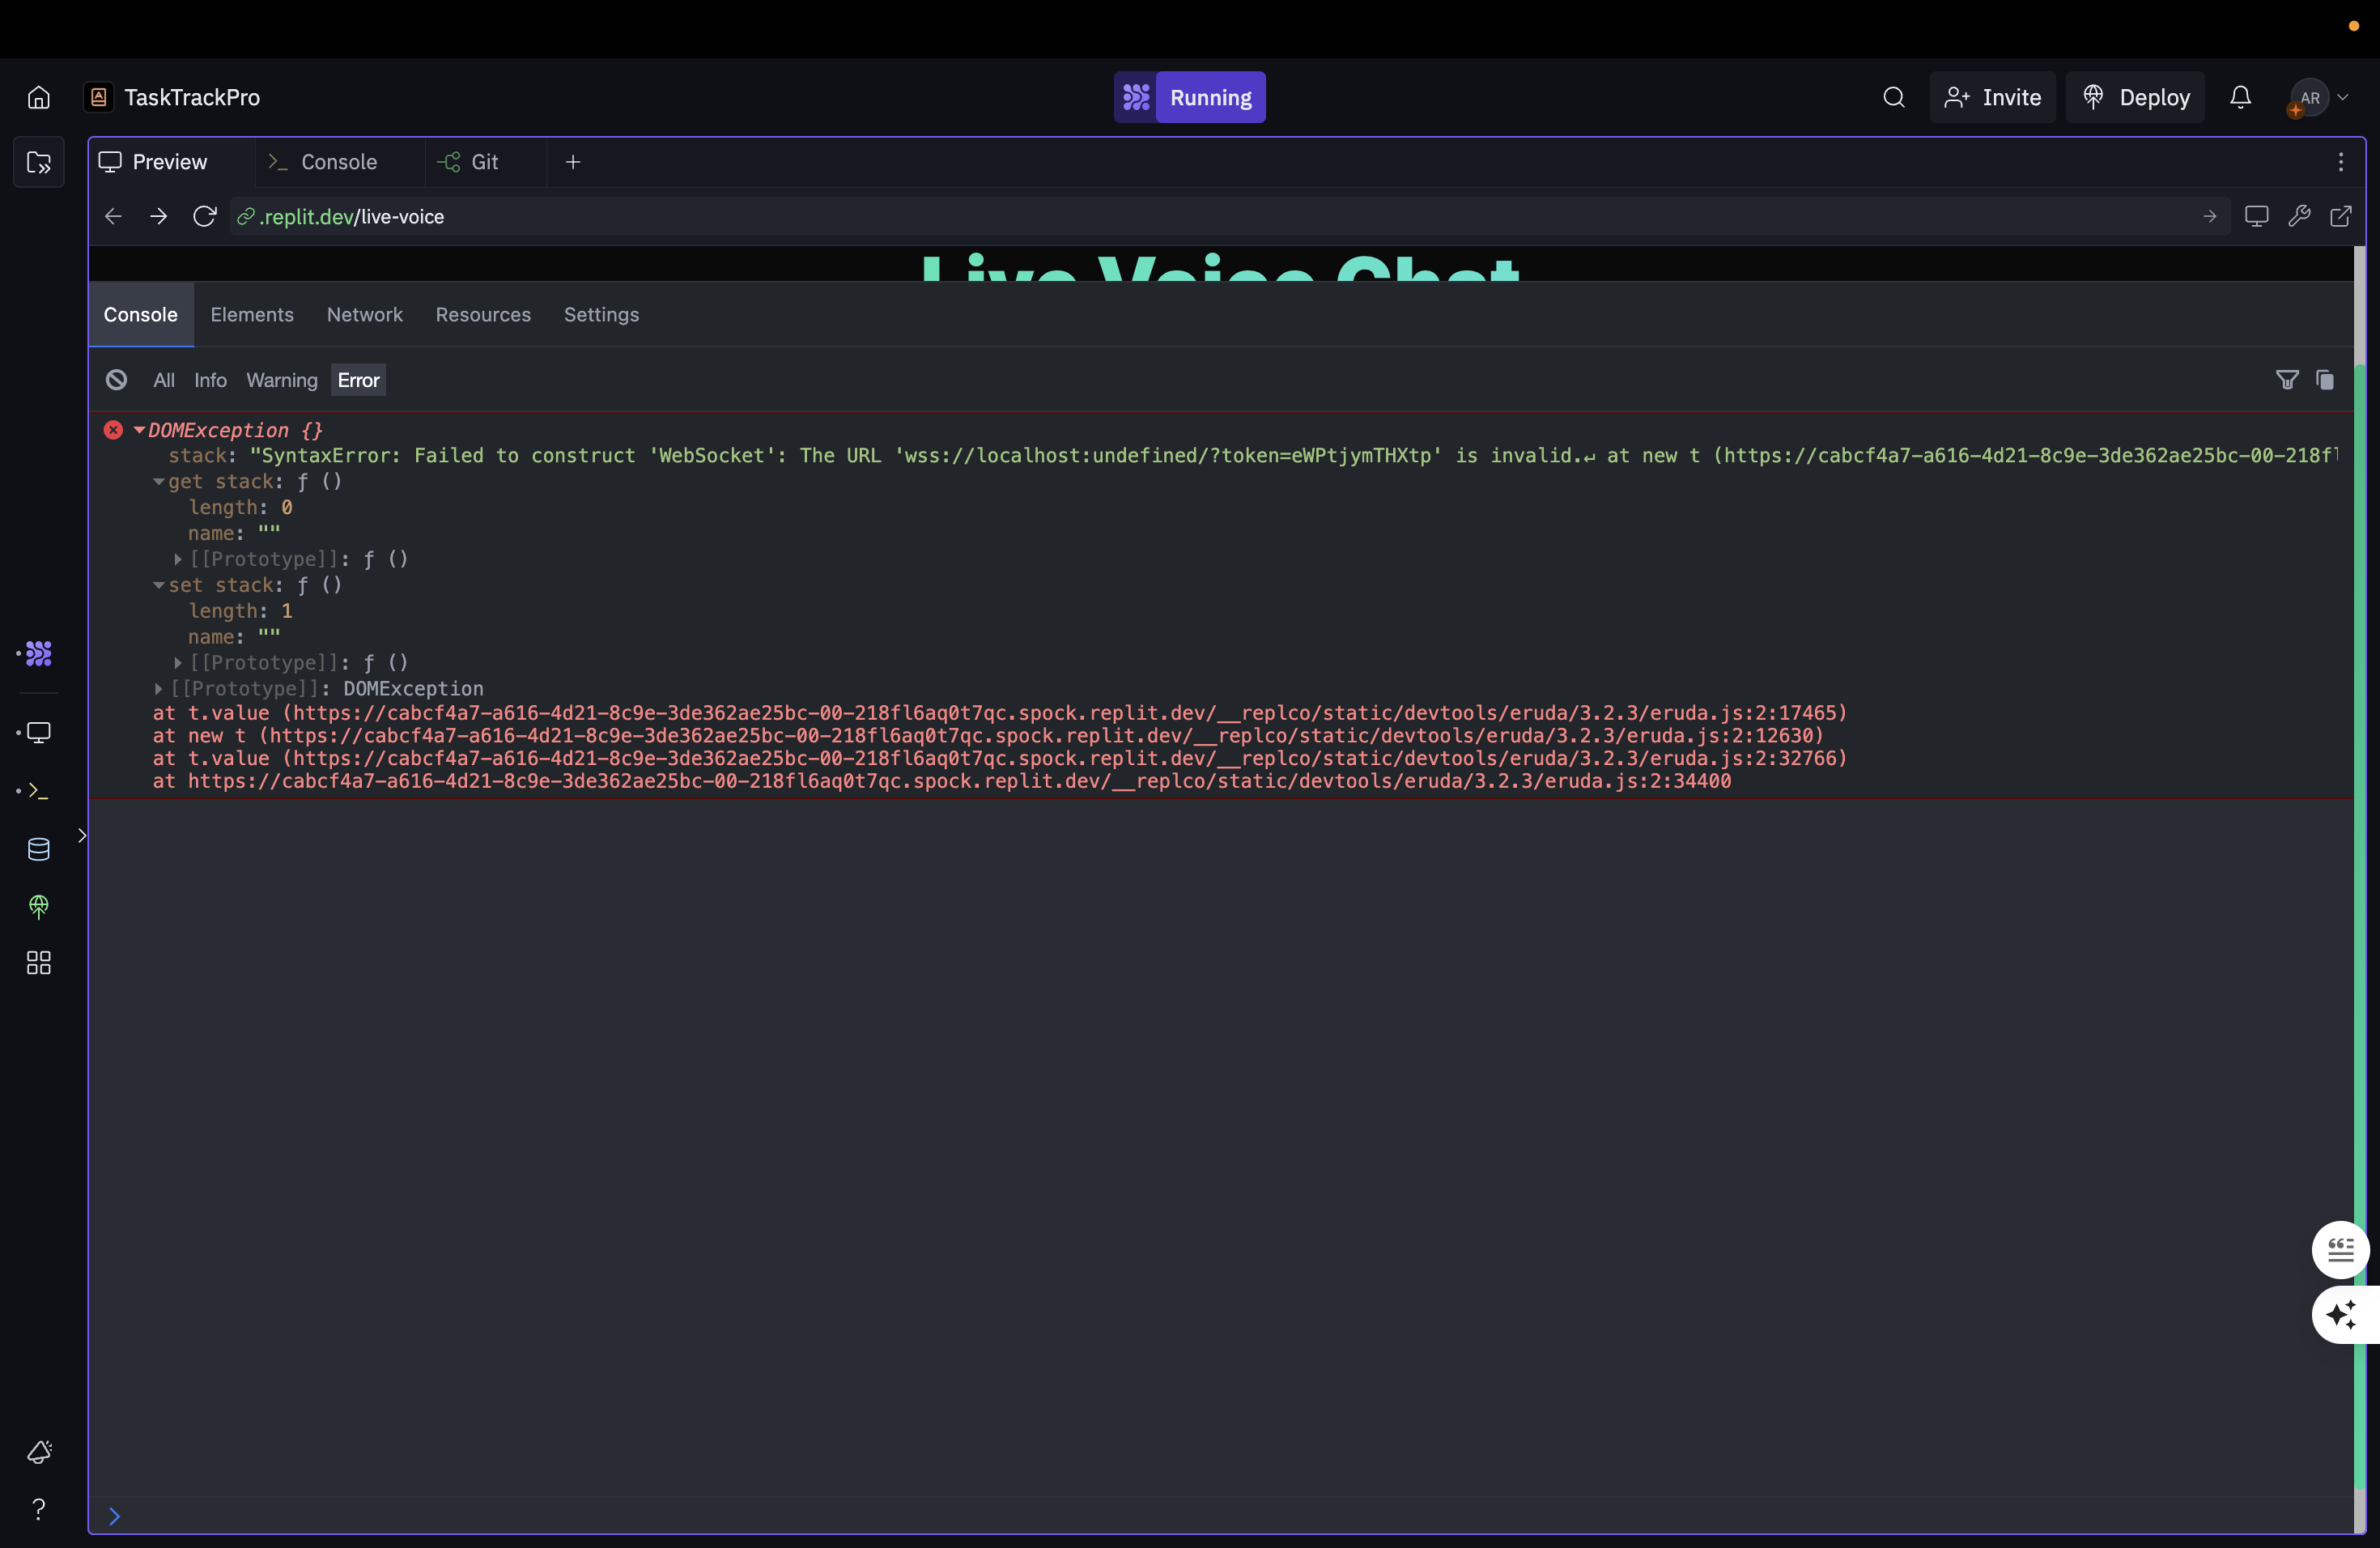 TaskTrackPro
Running
Invite
Deploy
AR
Preview
Console
Git
.replit.dev/live-voice
Live Voice Chat
Console
Elements
Network
Resources
Settings
All
Info
Warning
Error
DOMException {}
stack: "SyntaxError: Failed to construct 'WebSocket': The URL 'wss://localhost:undefined/?token=eWPtjymTHXtp' is invalid.↵ at new t (https://cabcf4a7-a616-4d21-8c9e-3de362ae25bc-00-218fl
get stack: ƒ ()
length: 0
name: ""
[[Prototype]]: ƒ ()
set stack: ƒ ()
length: 1
name: ""
[[Prototype]]: ƒ ()
[[Prototype]]: DOMException
at t.value (https://cabcf4a7-a616-4d21-8c9e-3de362ae25bc-00-218fl6aq0t7qc.spock.replit.dev/__replco/static/devtools/eruda/3.2.3/eruda.js:2:17465)
at new t (https://cabcf4a7-a616-4d21-8c9e-3de362ae25bc-00-218fl6aq0t7qc.spock.replit.dev/__replco/static/devtools/eruda/3.2.3/eruda.js:2:12630)
at t.value (https://cabcf4a7-a616-4d21-8c9e-3de362ae25bc-00-218fl6aq0t7qc.spock.replit.dev/__replco/static/devtools/eruda/3.2.3/eruda.js:2:32766)
at https://cabcf4a7-a616-4d21-8c9e-3de362ae25bc-00-218fl6aq0t7qc.spock.replit.dev/__replco/static/devtools/eruda/3.2.3/eruda.js:2:34400